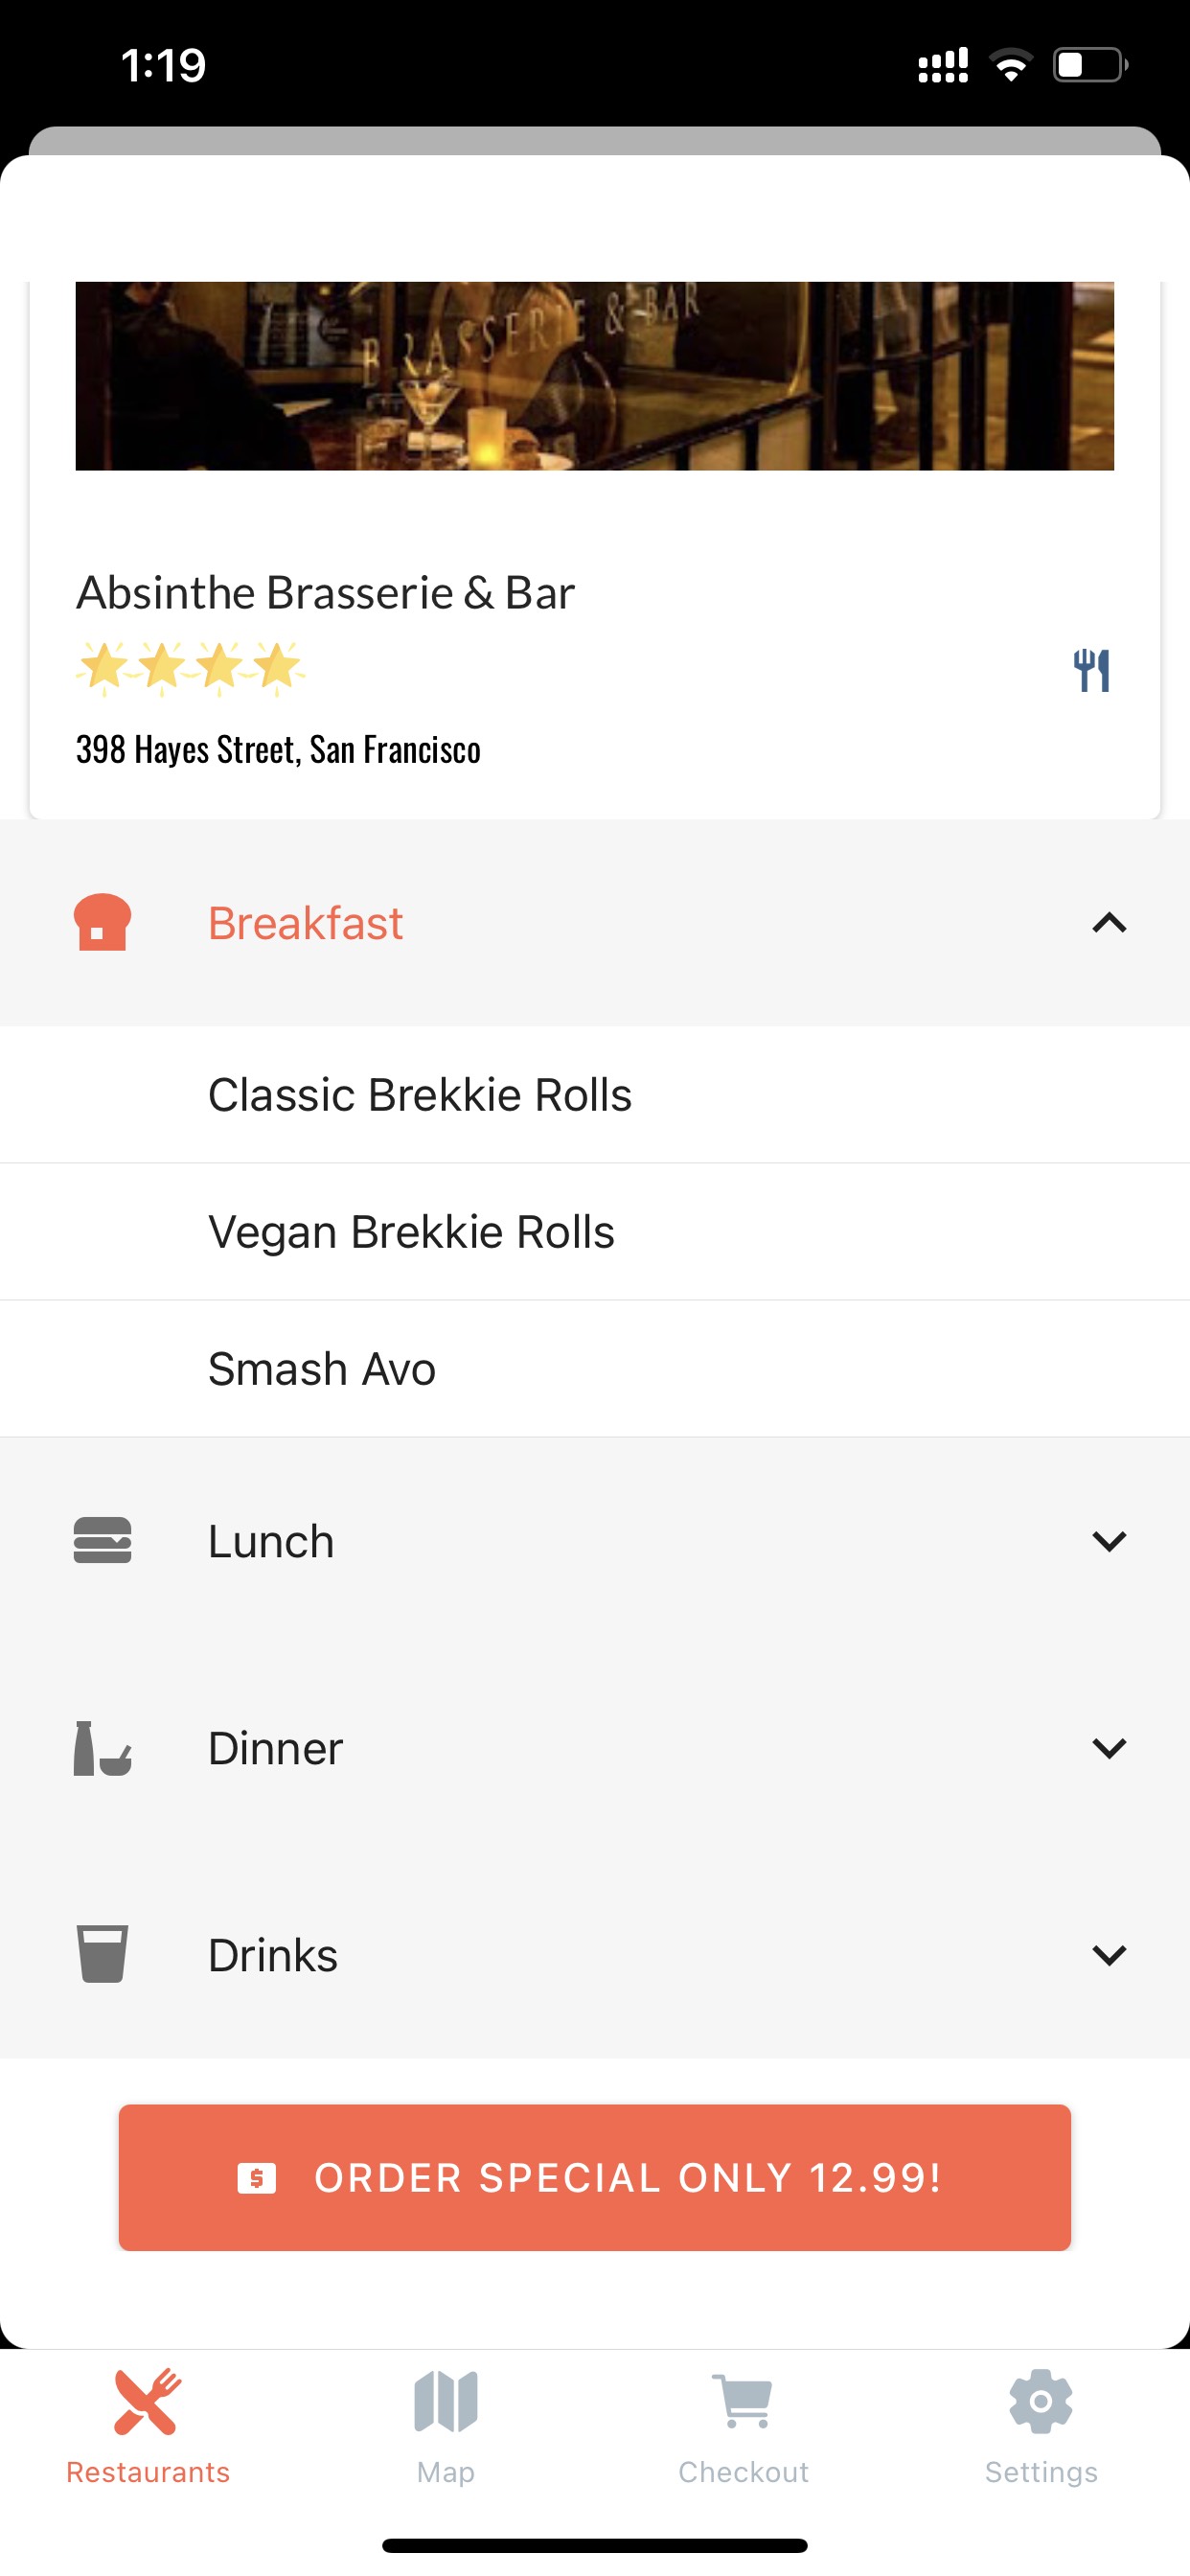 1:19
BRASSERIE & BAR
Absinthe Brasserie & Bar
398 Hayes Street, San Francisco
Breakfast
Classic Brekkie Rolls
Vegan Brekkie Rolls
Smash Avo
Lunch
Dinner
Drinks
ORDER SPECIAL ONLY 12.99!
Restaurants
Map
Checkout
Settings